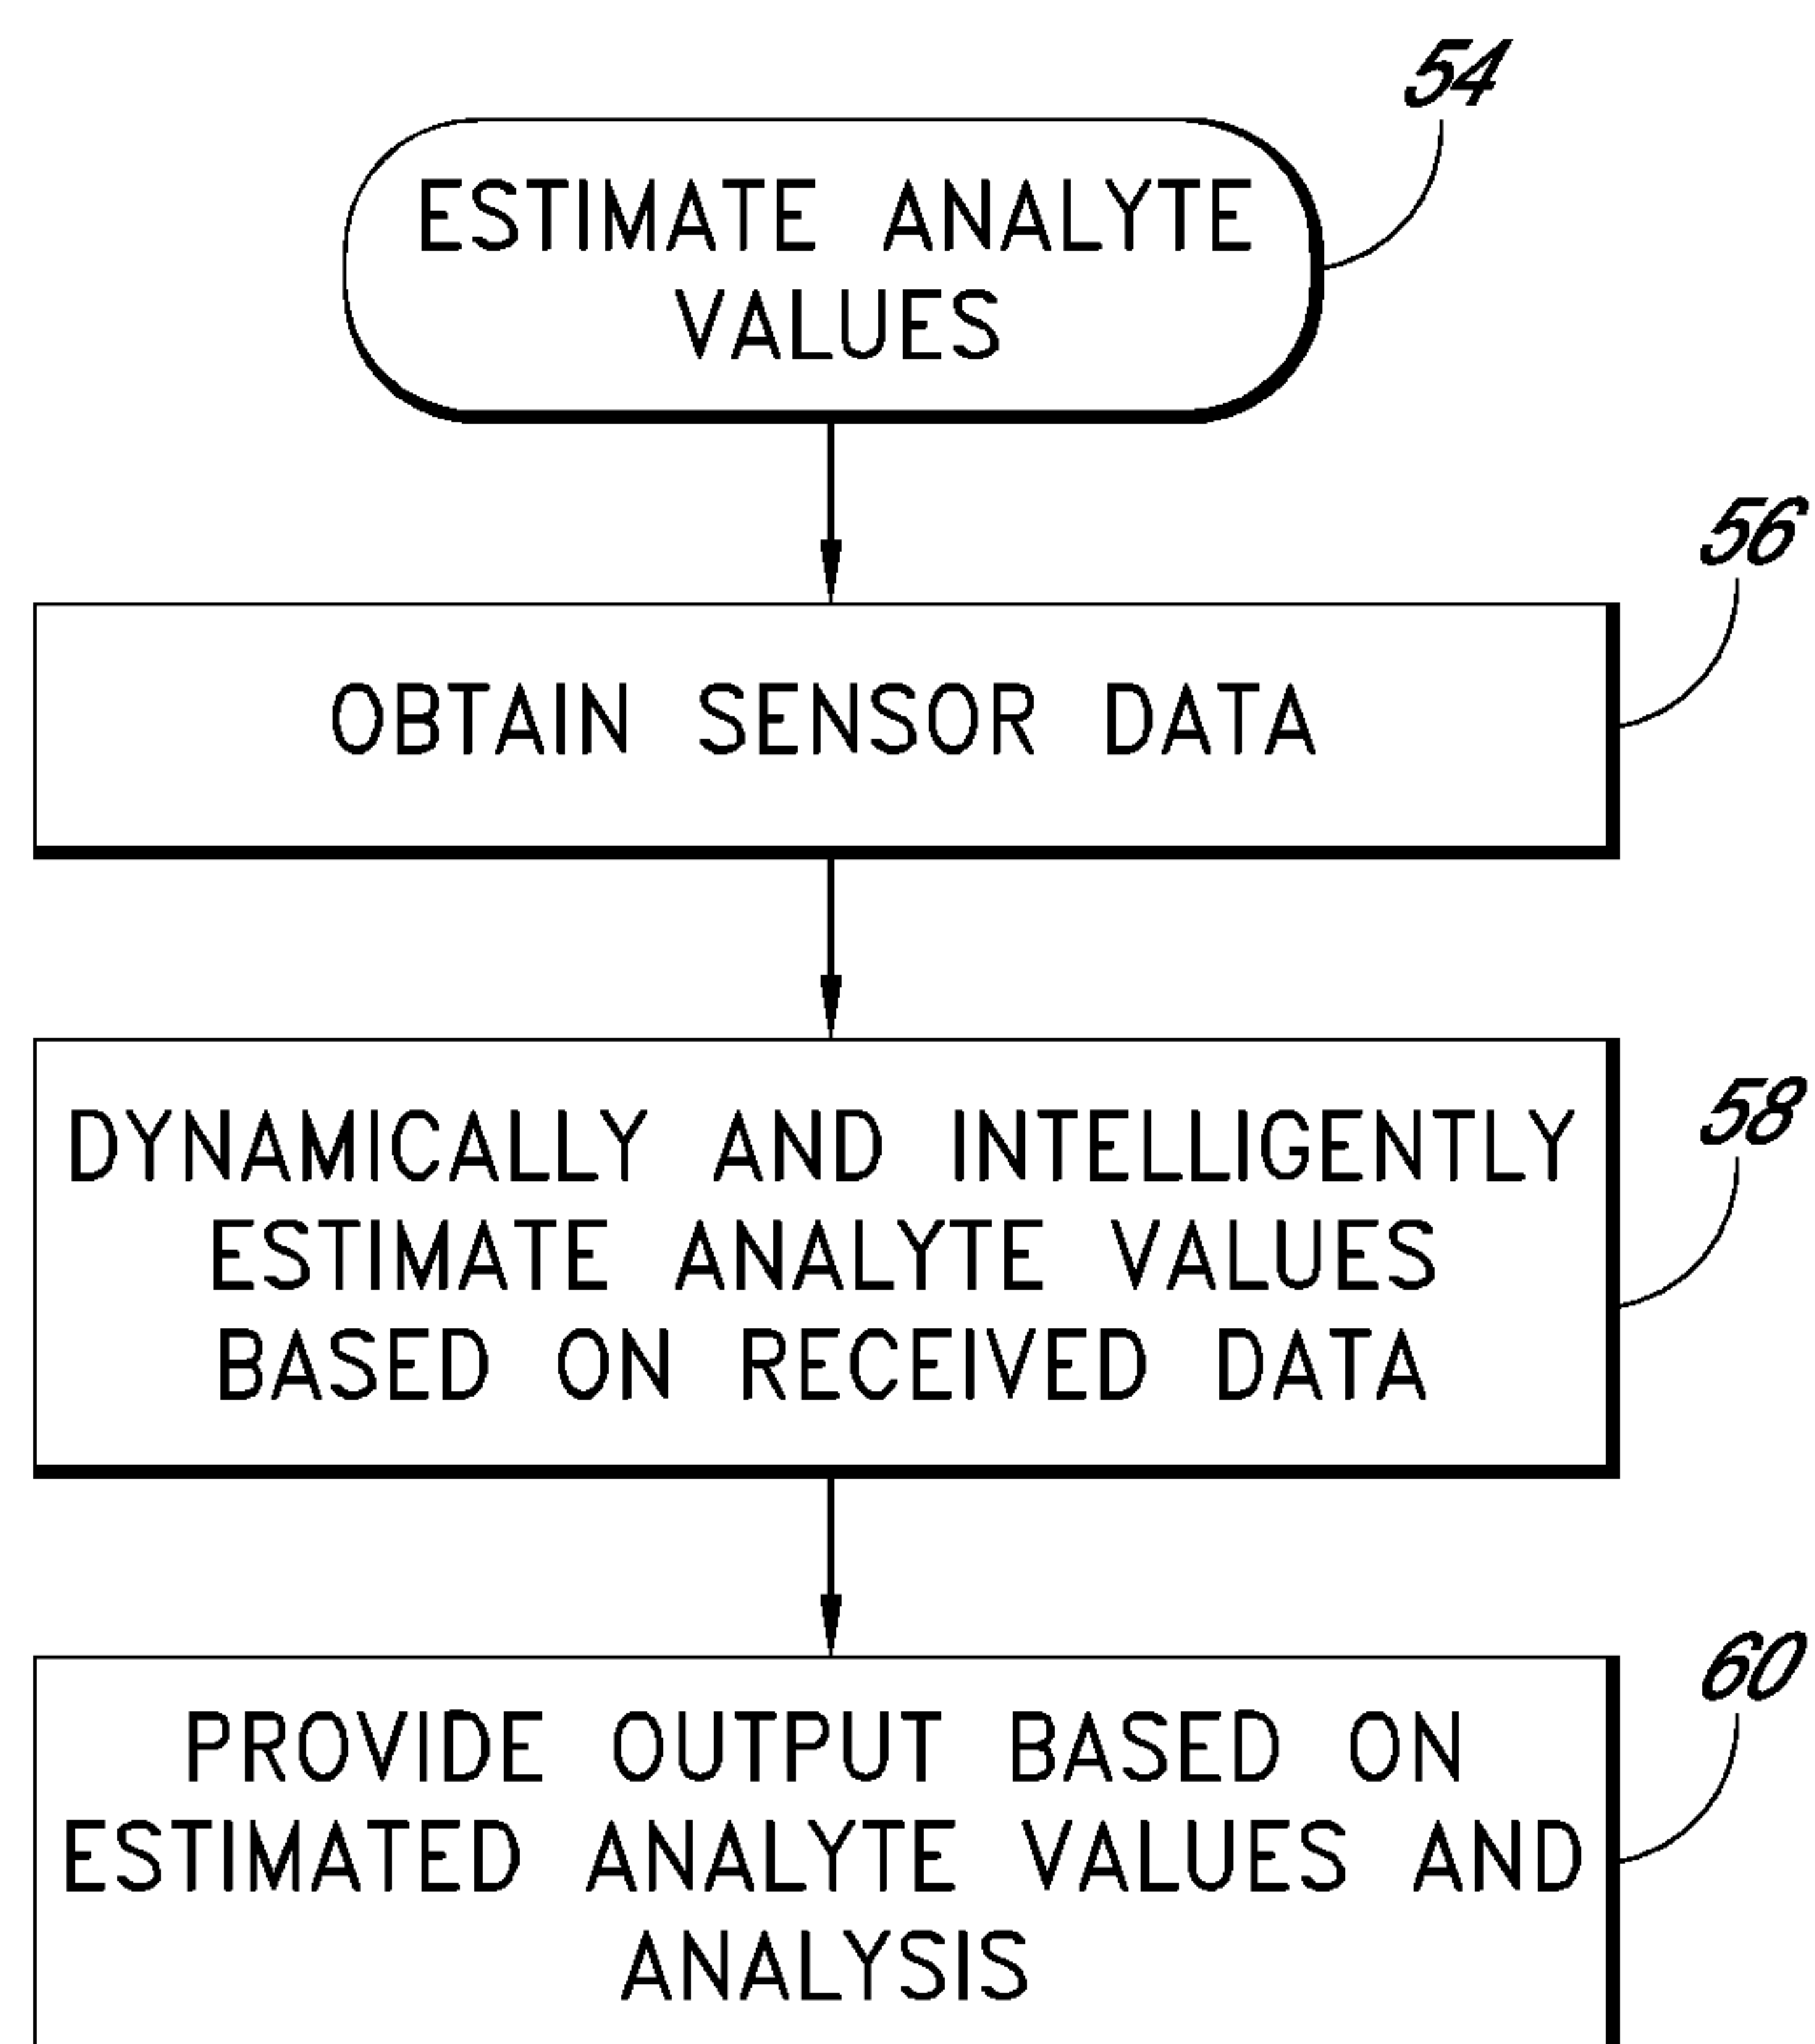 54
ESTIMATE ANALYTE
VALUES
56
OBTAIN SENSOR DATA
58
DYNAMICALLY AND INTELLIGENTLY
ESTIMATE ANALYTE VALUES
BASED ON RECEIVED DATA
60
PROVIDE OUTPUT BASED ON
ESTIMATED ANALYTE VALUES AND
ANALYSIS